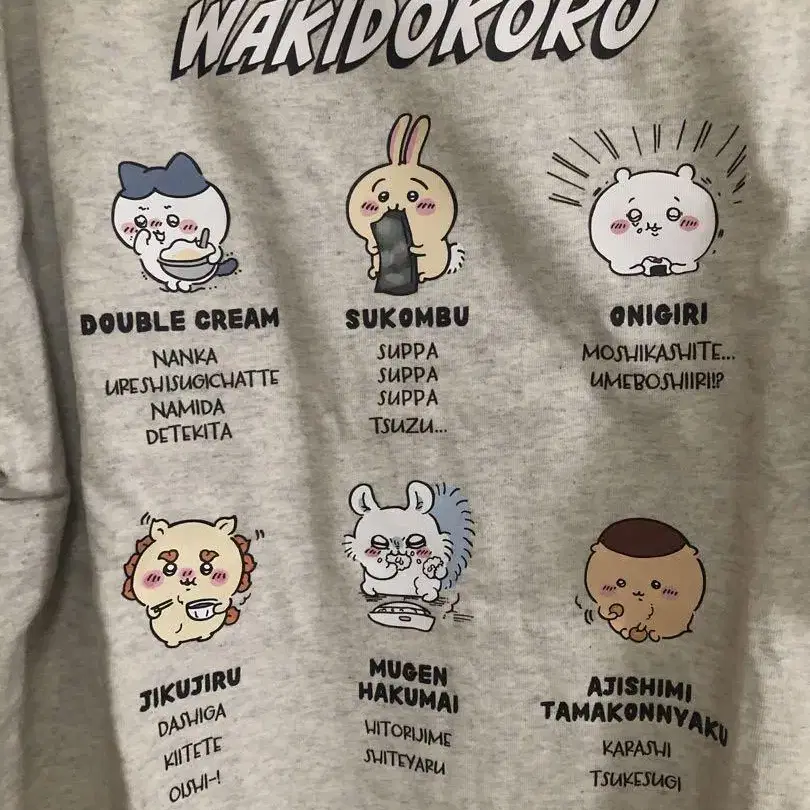 WAKIDOKORO
DOUBLE CREAM
NANKA
URESHISUGICHATTE
NAMIDA
DETEKITA
SUKOMBU
SUPPA
SUPPA
SUPPA
TSUZU...
ONIGIRI
MOSHIKASHITE...
UMEBOSHIIRI!?
JIKUJIRU
DASHIGA
KIITETE
OISHI-!
MUGEN
HAKUMAI
HITORIJIME
SHITEYARU
AJISHIMI
TAMAKONNYAKU
KARASHI
TSUKESUGI